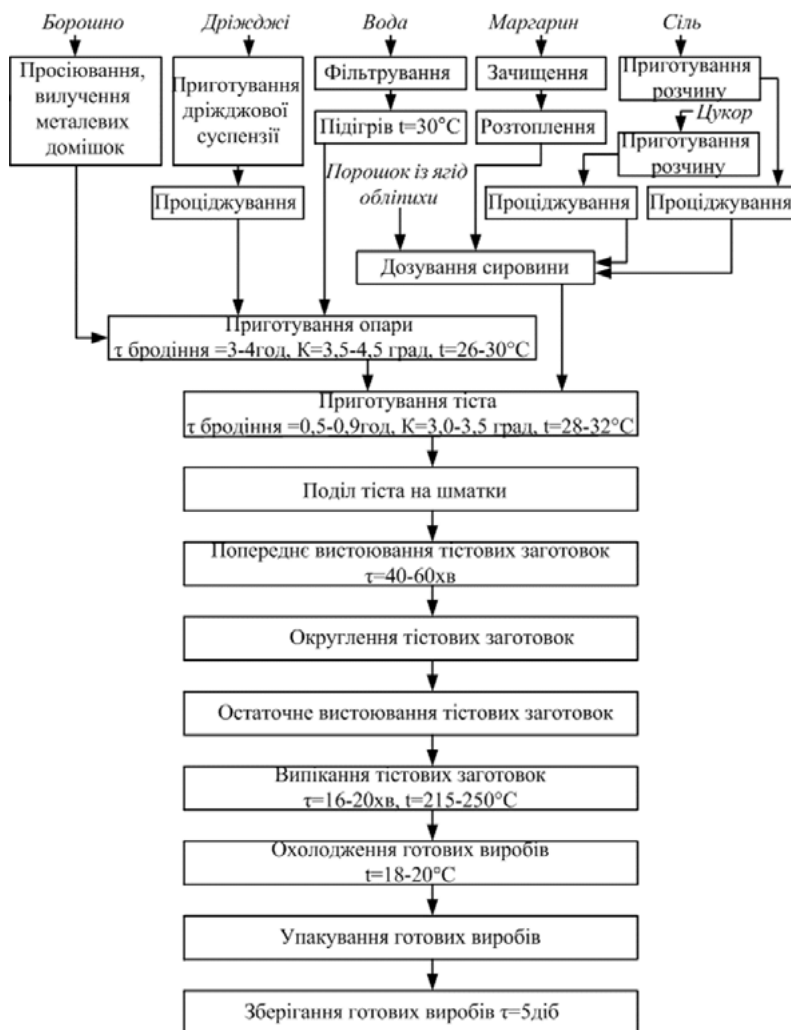 Борошно
Дріжджі
Вода
Маргарин
Сіль
Просіювання,
вилучення
металевих
домішок
Приготування
дріжджової
суспензії
Фільтрування
Зачищення
Приготування
розчину
Цукор
Підігрів t=30°C
Розтоплення
Приготування
розчину
Порошок із ягід
обліпихи
Проціджування
Проціджування
Проціджування
Дозування сировини
Приготування опари
τ бродіння =3-4год, К=3,5-4,5 град, t=26-30°C
Приготування тіста
τ бродіння =0,5-0,9год, К=3,0-3,5 град, t=28-32°C
Поділ тіста на шматки
Попереднє вистоювання тістових заготовок
τ=40-60хв
Округлення тістових заготовок
Остаточне вистоювання тістових заготовок
Випікання тістових заготовок
τ=16-20хв, t=215-250°C
Охолодження готових виробів
t=18-20°C
Упакування готових виробів
Зберігання готових виробів τ=5діб